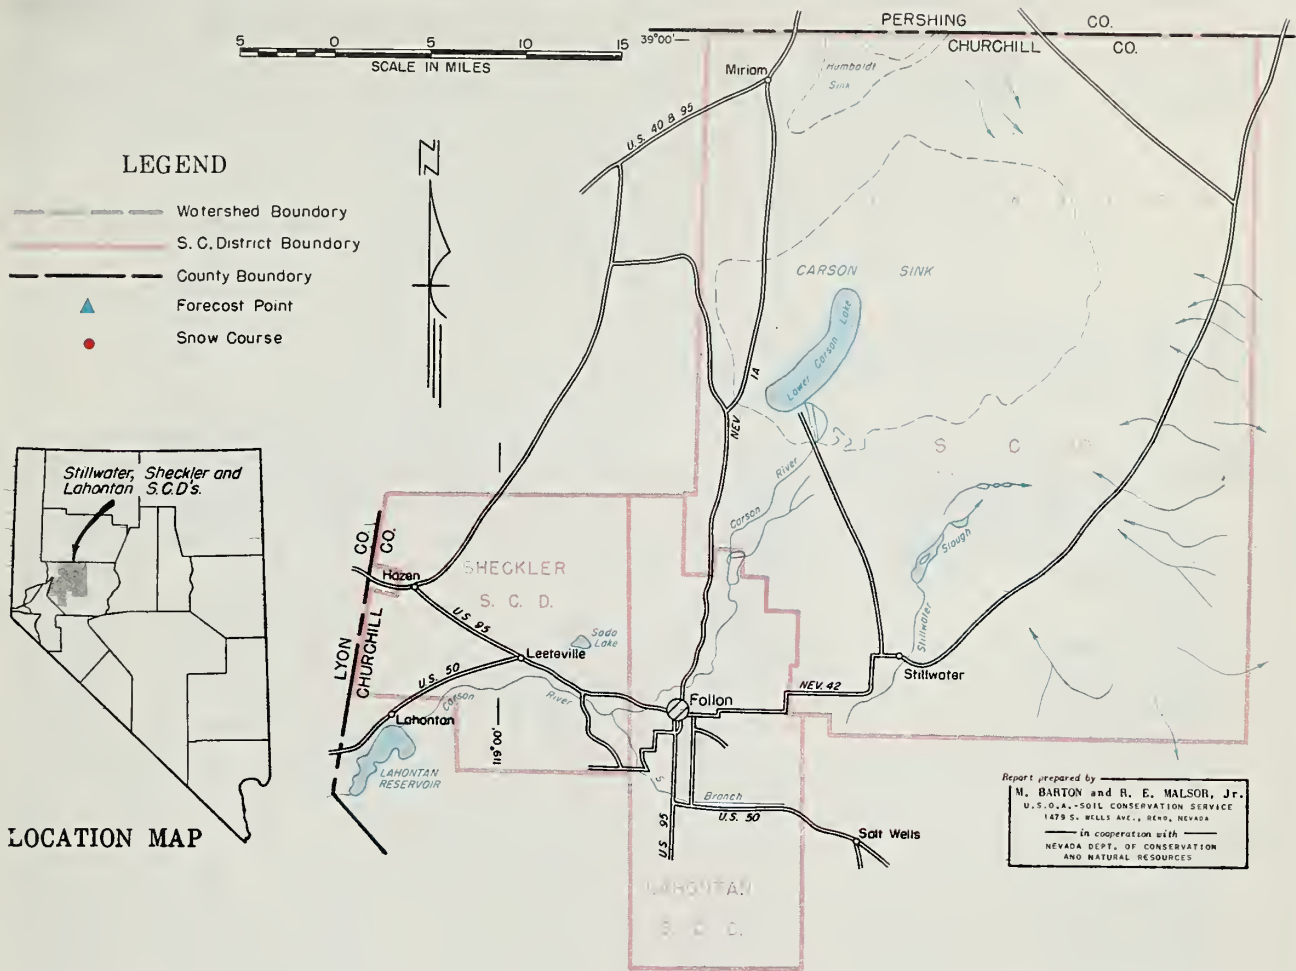 5 0 5 10 15
SCALE IN MILES
39°00'
PERSHING CO.
CHURCHILL CO.
Miriam
Humboldt
Sink
U.S. 40 & 95
LEGEND
Watershed Boundary
S. C. District Boundary
County Boundary
Forecast Point
Snow Course
CARSON SINK
Lower Carson Lake
NEV 1A
S C
Stillwater, Sheckler and
Lahontan S.C.D's.
Carson River
Stillwater Slough
LYON CO.
CHURCHILL CO.
Hazen
SHECKLER
S. C. D.
US 95
Soda
Lake
Leeteville
U.S. 50
Carson River
Stillwater
NEV. 42
Fallon
Lahontan
119°00'
LAHONTAN
RESERVOIR
S. Branch
U.S. 50
US 95
Salt Wells
LAHONTAN
S. C. D.
LOCATION MAP
Report prepared by
M. BARTON and R. E. MALSOR, Jr.
U.S.D.A.-SOIL CONSERVATION SERVICE
1479 S. WELLS AVE., RENO, NEVADA
in cooperation with
NEVADA DEPT. OF CONSERVATION
AND NATURAL RESOURCES